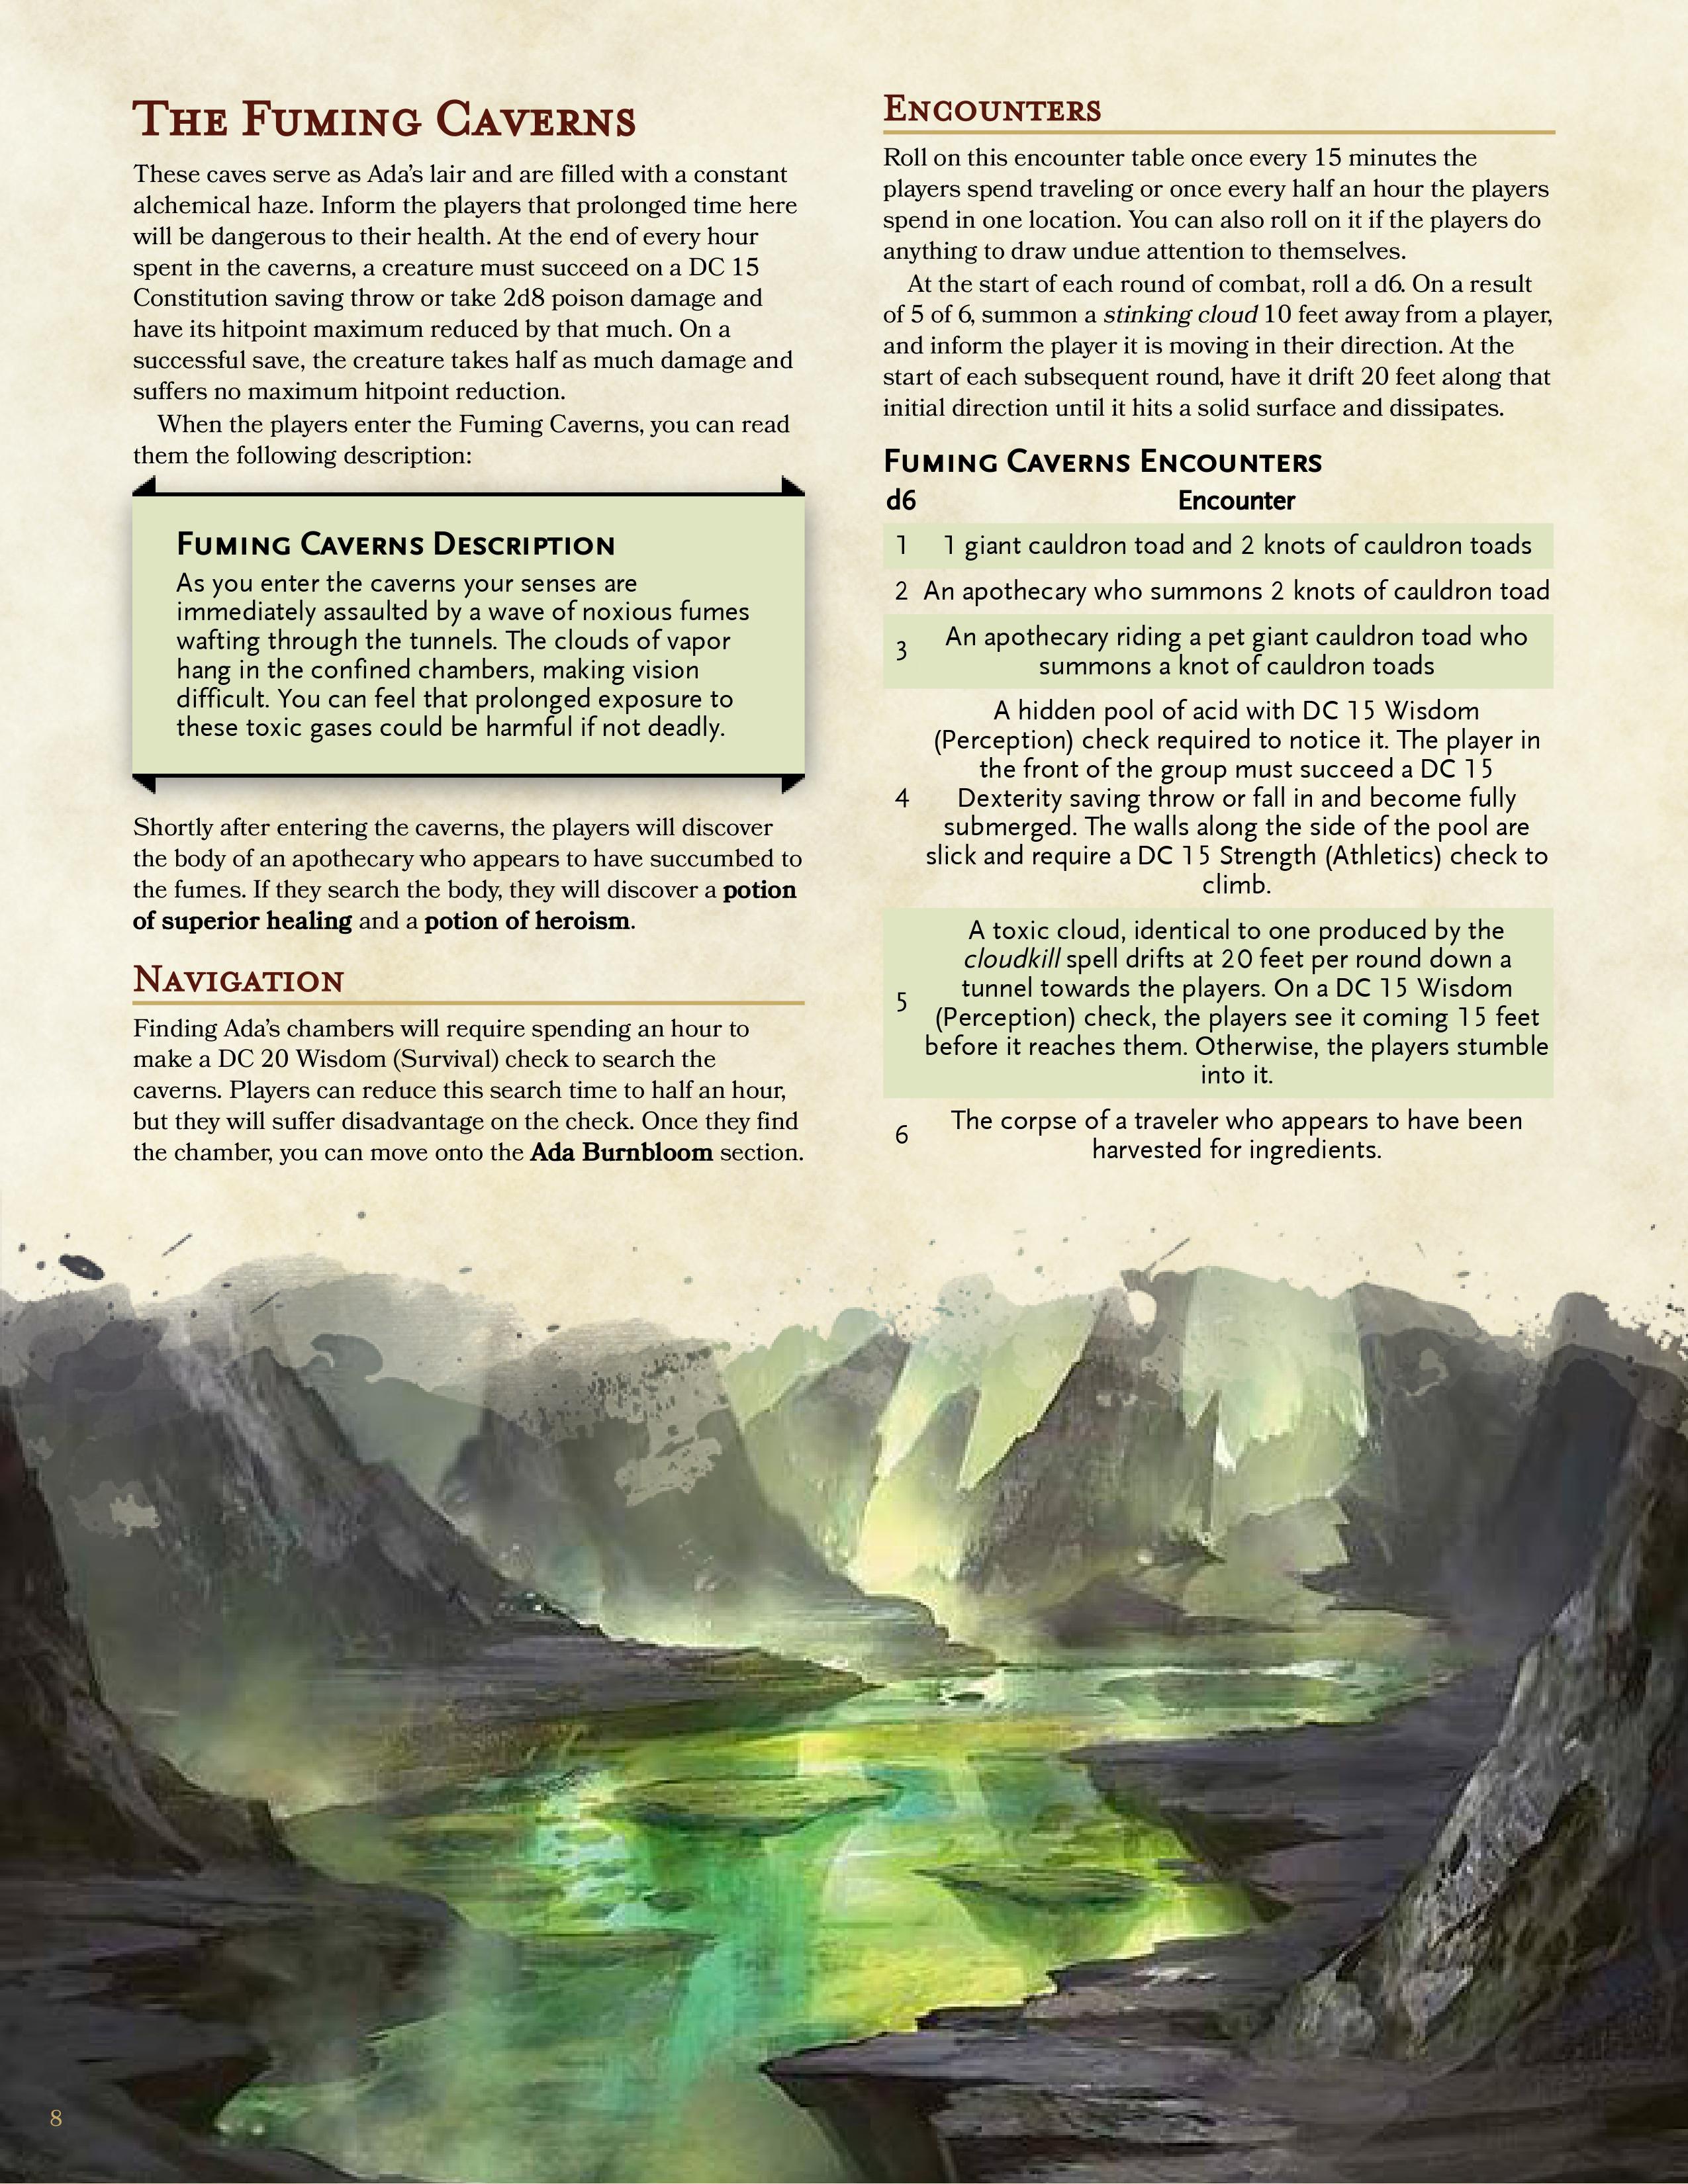 The Fuming Caverns
These caves serve as Ada's lair and are filled with a constant
alchemical haze. Inform the players that prolonged time here
will be dangerous to their health. At the end of every hour
spent in the caverns, a creature must succeed on a DC 15
Constitution saving throw or take 2d8 poison damage and
have its hitpoint maximum reduced by that much. On a
successful save, the creature takes half as much damage and
suffers no maximum hitpoint reduction.
When the players enter the Fuming Caverns, you can read
them the following description:
Fuming Caverns Description
As you enter the caverns your senses are
immediately assaulted by a wave of noxious fumes
wafting through the tunnels. The clouds of vapor
hang in the confined chambers, making vision
difficult. You can feel that prolonged exposure to
these toxic gases could be harmful if not deadly.
Shortly after entering the caverns, the players will discover
the body of an apothecary who appears to have succumbed to
the fumes. If they search the body, they will discover a potion
of superior healing and a potion of heroism.
Navigation
Finding Ada's chambers will require spending an hour to
make a DC 20 Wisdom (Survival) check to search the
caverns. Players can reduce this search time to half an hour,
but they will suffer disadvantage on the check. Once they find
the chamber, you can move onto the Ada Burnbloom section.
Encounters
Roll on this encounter table once every 15 minutes the
players spend traveling or once every half an hour the players
spend in one location. You can also roll on it if the players do
anything to draw undue attention to themselves.
At the start of each round of combat, roll a d6. On a result
of 5 of 6, summon a stinking cloud 10 feet away from a player,
and inform the player it is moving in their direction. At the
start of each subsequent round, have it drift 20 feet along that
initial direction until it hits a solid surface and dissipates.
Fuming Caverns Encounters
d6 Encounter
1 1 giant cauldron toad and 2 knots of cauldron toads
2 An apothecary who summons 2 knots of cauldron toad
3 An apothecary riding a pet giant cauldron toad who
summons a knot of cauldron toads
A hidden pool of acid with DC 15 Wisdom
(Perception) check required to notice it. The player in
the front of the group must succeed a DC 15
4 Dexterity saving throw or fall in and become fully
submerged. The walls along the side of the pool are
slick and require a DC 15 Strength (Athletics) check to
climb.
A toxic cloud, identical to one produced by the
cloudkill spell drifts at 20 feet per round down a
tunnel towards the players. On a DC 15 Wisdom
5 (Perception) check, the players see it coming 15 feet
before it reaches them. Otherwise, the players stumble
into it.
6 The corpse of a traveler who appears to have been
harvested for ingredients.
8